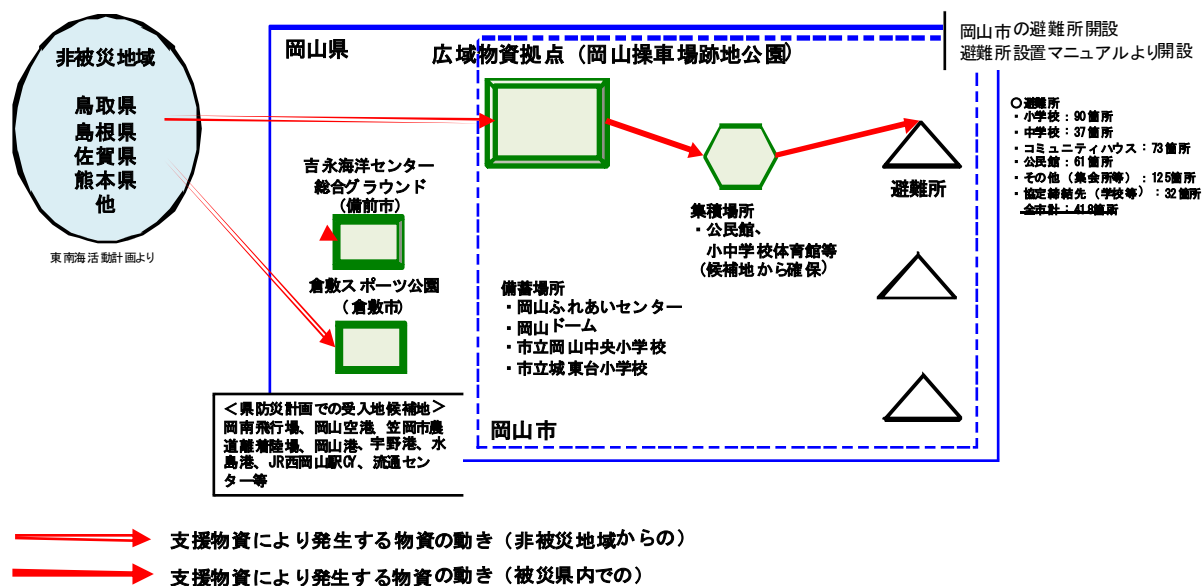 非被災地域
鳥取県
島根県
佐賀県
熊本県
他
東南海活動計画より
岡山県
広域物資拠点（岡山操車場跡地公園）
岡山市の避難所開設
避難所設置マニュアルより開設
○避難所
・小学校：90箇所
・中学校：37箇所
・コミュニティハウス：73箇所
・公民館：61箇所
・その他（集会所等）：125箇所
・協定締結先（学校等）：32箇所
全市計：418箇所
吉永海洋センター
総合グラウンド
（備前市）
倉敷スポーツ公園
（倉敷市）
集積場所
・公民館、
小中学校体育館等
（候補地から確保）
避難所
備蓄場所
・岡山ふれあいセンター
・岡山ドーム
・市立岡山中央小学校
・市立城東台小学校
岡山市
＜県防災計画での受入地候補地＞
岡南飛行場、岡山空港、笠岡市農
道離着陸場、岡山港、宇野港、水
島港、JR西岡山駅CY、流通セン
ター等
支援物資により発生する物資の動き（非被災地域からの）
支援物資により発生する物資の動き（被災県内での）